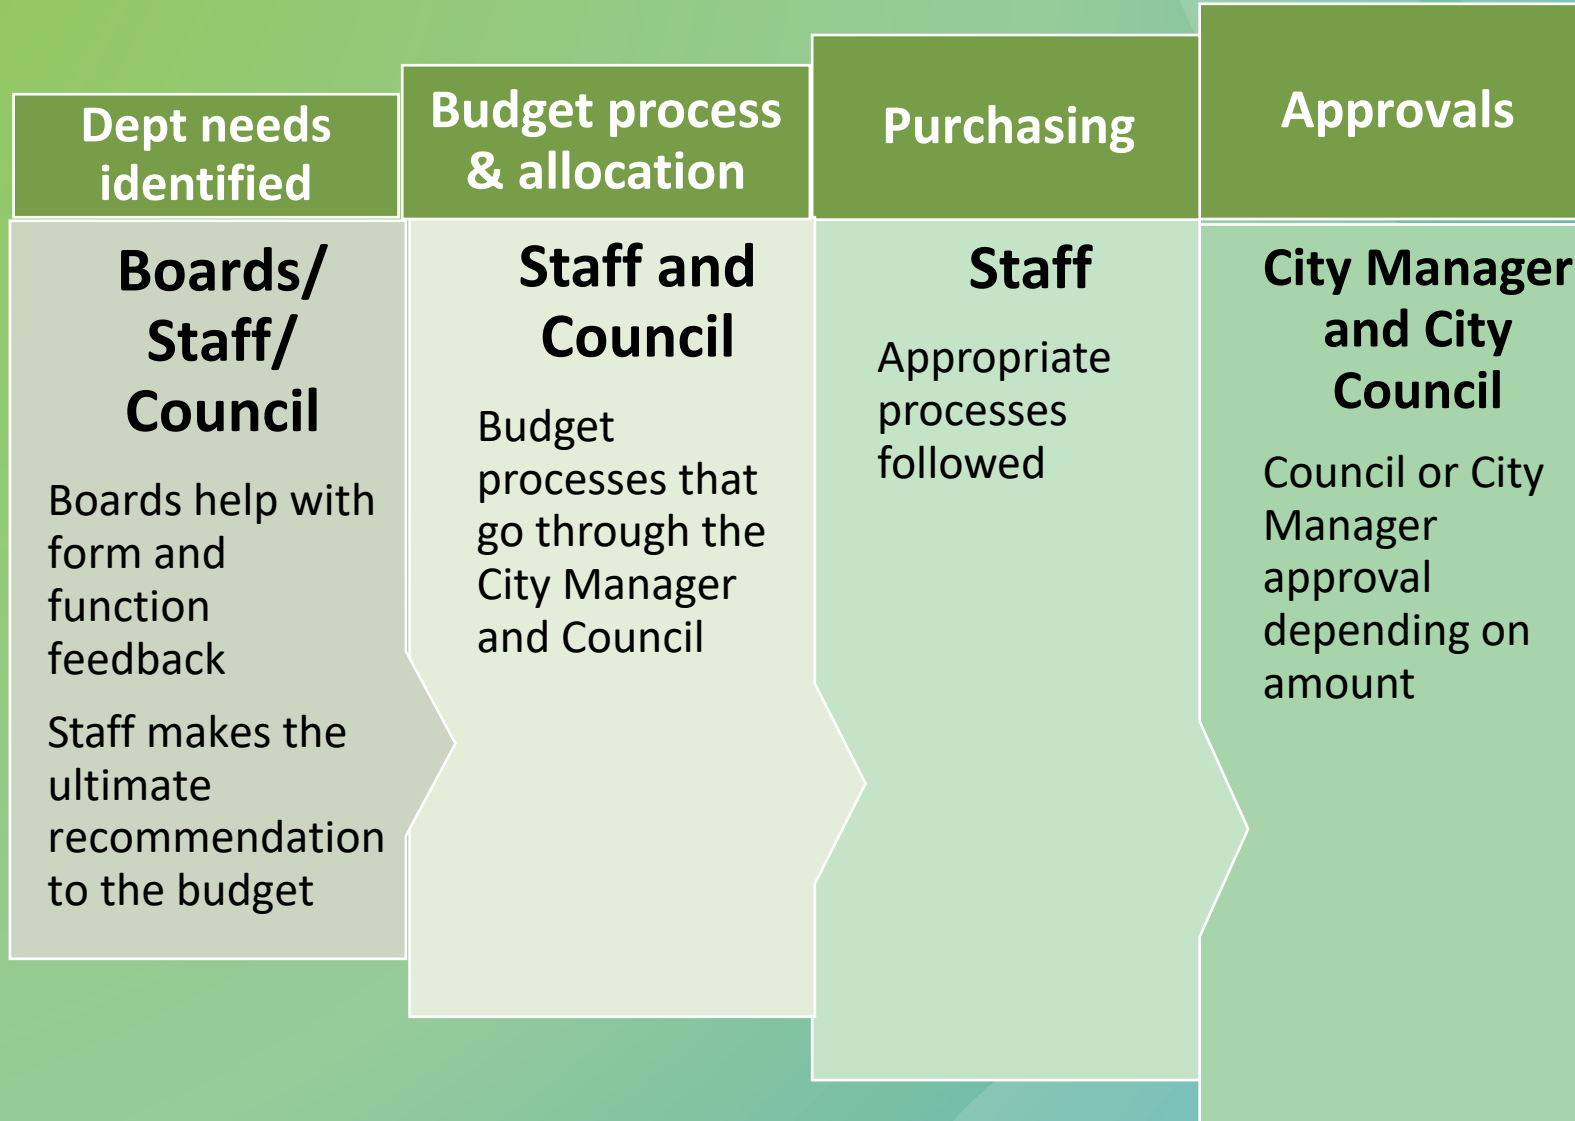 Dept needs
identified
Boards/
Staff/
Council
Boards help with
form and
function
feedback
Staff makes the
ultimate
recommendation
to the budget
Budget process
& allocation
Staff and
Council
Budget
processes that
go through the
City Manager
and Council
Purchasing
Staff
Appropriate
processes
followed
Approvals
City Manager
and City
Council
Council or City
Manager
approval
depending on
amount